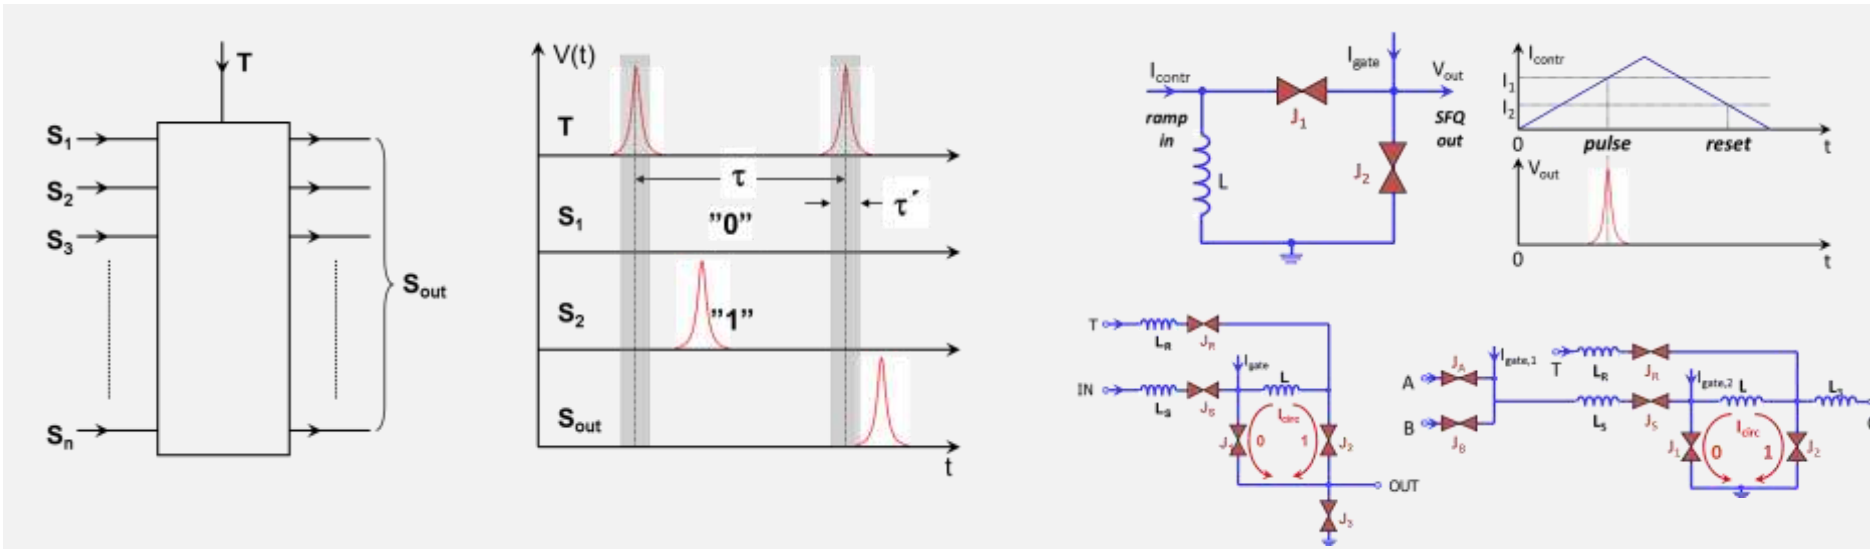 T
S1
S2
S3
Sn
Sout
V(t)
T
τ
τ´
S1
"0"
S2
"1"
Sout
t
Icontr
ramp
in
L
J1
Igate
Vout
SFQ
out
J2
Icontr
I1
I2
0
pulse
reset
t
Vout
0
t
T
LR
JR
IN
LS
JS
Igate
L
Icirc
0
1
J2
OUT
J3
A
JA
B
JB
Igate,1
T
LR
JR
LS
JS
Igate,2
L
J1
Icirc
0
1
J2